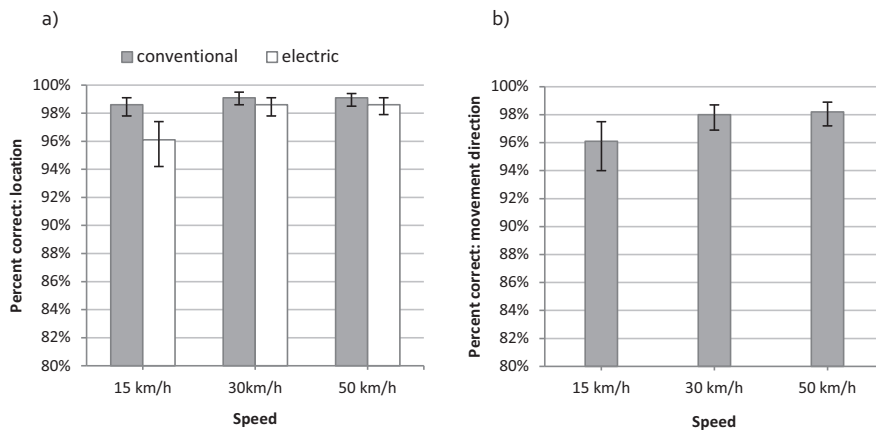 a)
conventional electric
Percent correct: location
100%
98%
96%
94%
92%
90%
88%
86%
84%
82%
80%
15 km/h 30km/h 50 km/h
Speed
b)
Percent correct: movement direction
100%
98%
96%
94%
92%
90%
88%
86%
84%
82%
80%
15 km/h 30 km/h 50 km/h
Speed